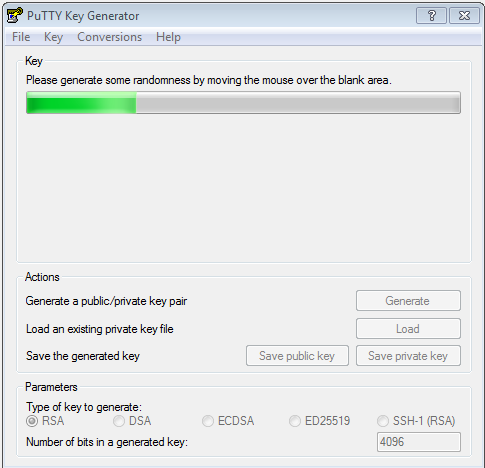 PuTTY Key Generator
?
File Key Conversions Help
Key
Please generate some randomness by moving the mouse over the blank area.
Actions
Generate a public/private key pair Generate
Load an existing private key file Load
Save the generated key Save public key Save private key
Parameters
Type of key to generate:
RSA DSA ECDSA ED25519 SSH-1 (RSA)
Number of bits in a generated key: 4096